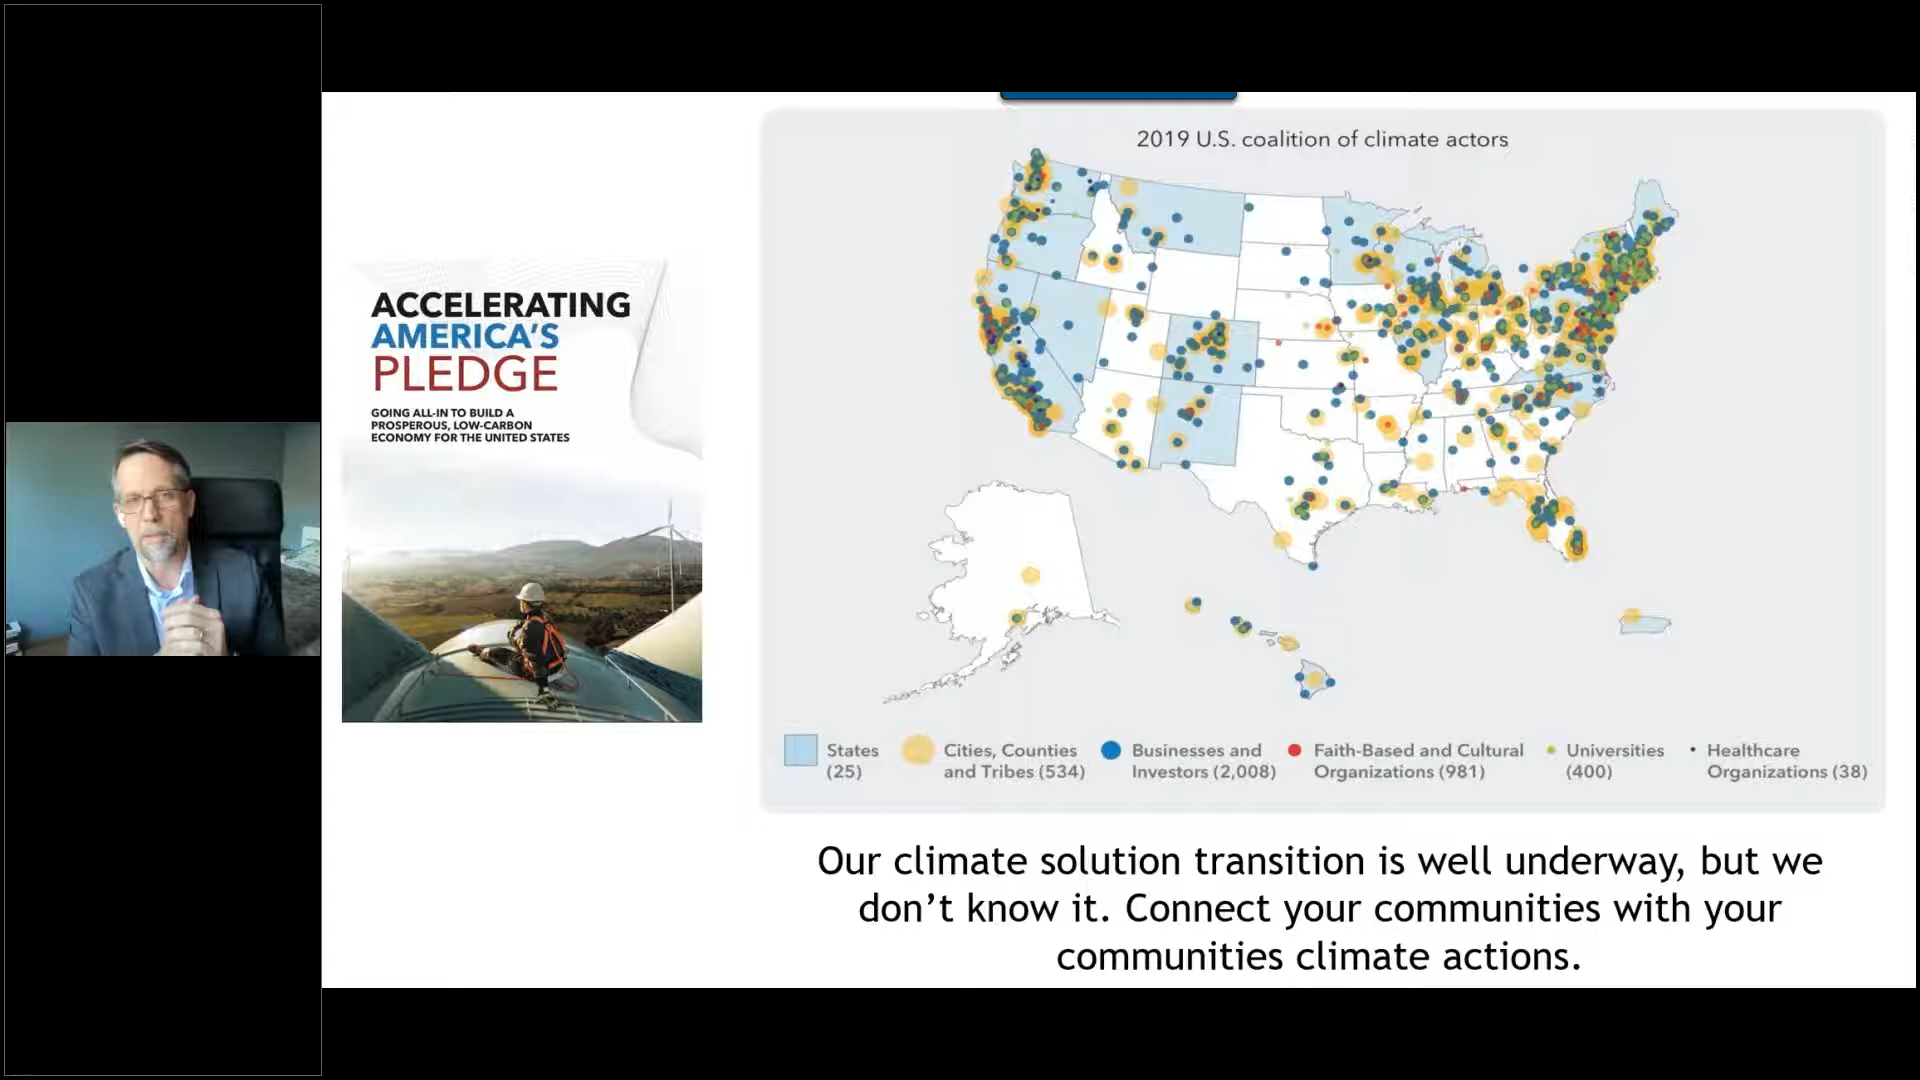 ACCELERATING
AMERICA'S
PLEDGE
GOING ALL-IN TO BUILD A
PROSPEROUS, LOW-CARBON
ECONOMY FOR THE UNITED STATES
2019 U.S. coalition of climate actors
States
(25)
Cities, Counties
and Tribes (534)
Businesses and
Investors (2,008)
Faith-Based and Cultural
Organizations (981)
Universities
(400)
Healthcare
Organizations (38)
Our climate solution transition is well underway, but we
don't know it. Connect your communities with your
communities climate actions.